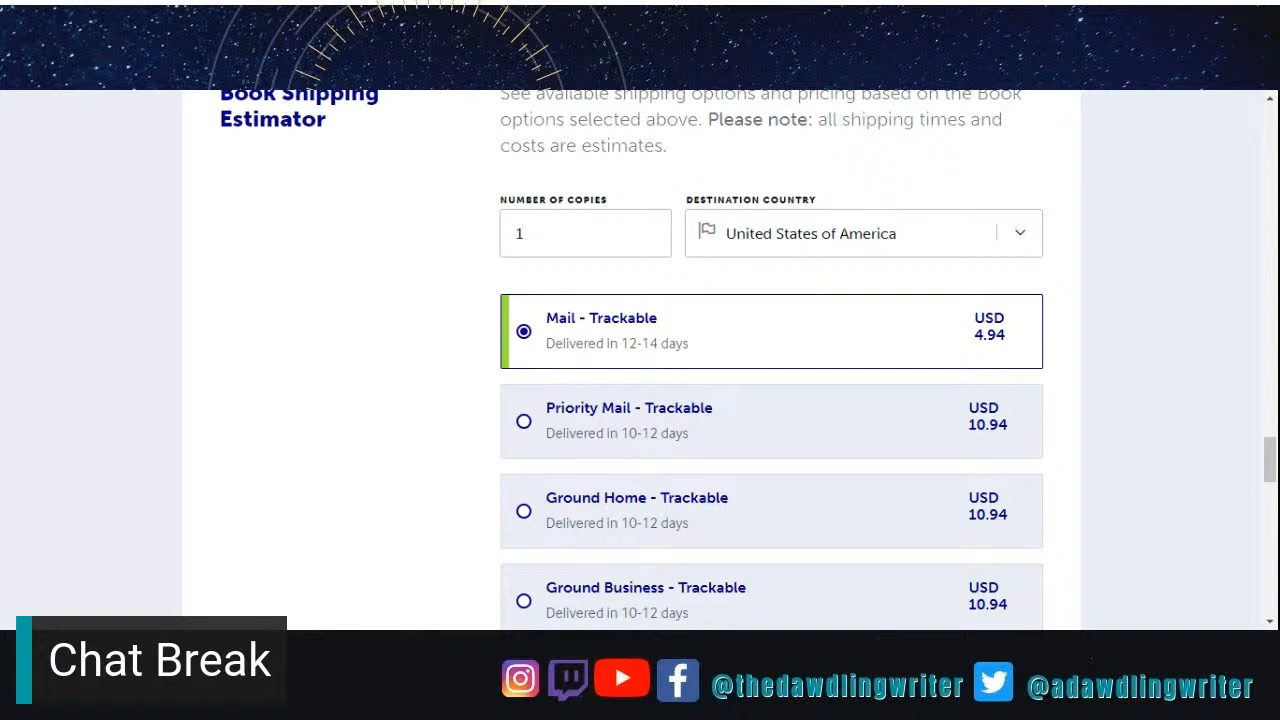 Book Shipping
Estimator
See available shipping options and pricing based on the Book
options selected above. Please note: all shipping times and
costs are estimates.
NUMBER OF COPIES
DESTINATION COUNTRY
1
United States of America
Mail - Trackable
USD
4.94
Delivered in 12-14 days
Priority Mail - Trackable
USD
10.94
Delivered in 10-12 days
Ground Home - Trackable
USD
10.94
Delivered in 10-12 days
Ground Business - Trackable
USD
10.94
Delivered in 10-12 days
Chat Break
@thedawdlingwriter
@adawdlingwriter